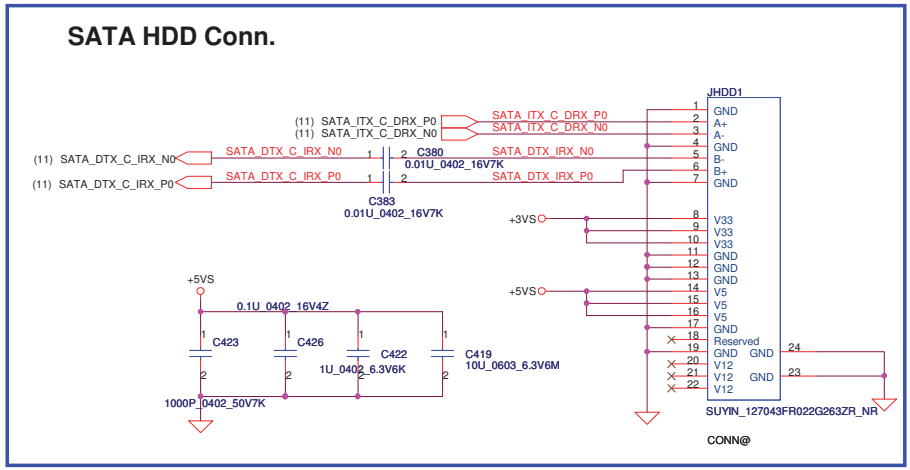 SATA HDD Conn.
JHDD1
(11) SATA_ITX_C_DRX_P0 SATA_ITX_C_DRX_P0 2 A+
1 GND
(11) SATA_ITX_C_DRX_N0 SATA_ITX_C_DRX_N0 3 A-
4 GND
(11) SATA_DTX_C_IRX_N0 SATA_DTX_C_IRX_N0 1 2 C380 SATA_DTX_IRX_N0 5 B-
0.01U_0402_16V7K
(11) SATA_DTX_C_IRX_P0 SATA_DTX_C_IRX_P0 1 2 SATA_DTX_IRX_P0 6 B+
7 GND
C383
0.01U_0402_16V7K
+3VS 8 V33
9 V33
10 V33
11 GND
12 GND
13 GND
+5VS 14 V5
15 V5
16 V5
17 GND
18 Reserved
19 GND GND 24
20 V12
21 V12 GND 23
22 V12
SUYIN_127043FR022G263ZR_NR
CONN@
+5VS
0.1U_0402_16V4Z
1 1 1 1
C423 C426 C422 C419
1U_0402_6.3V6K 10U_0603_6.3V6M
2 2 2 2
1000P_0402_50V7K